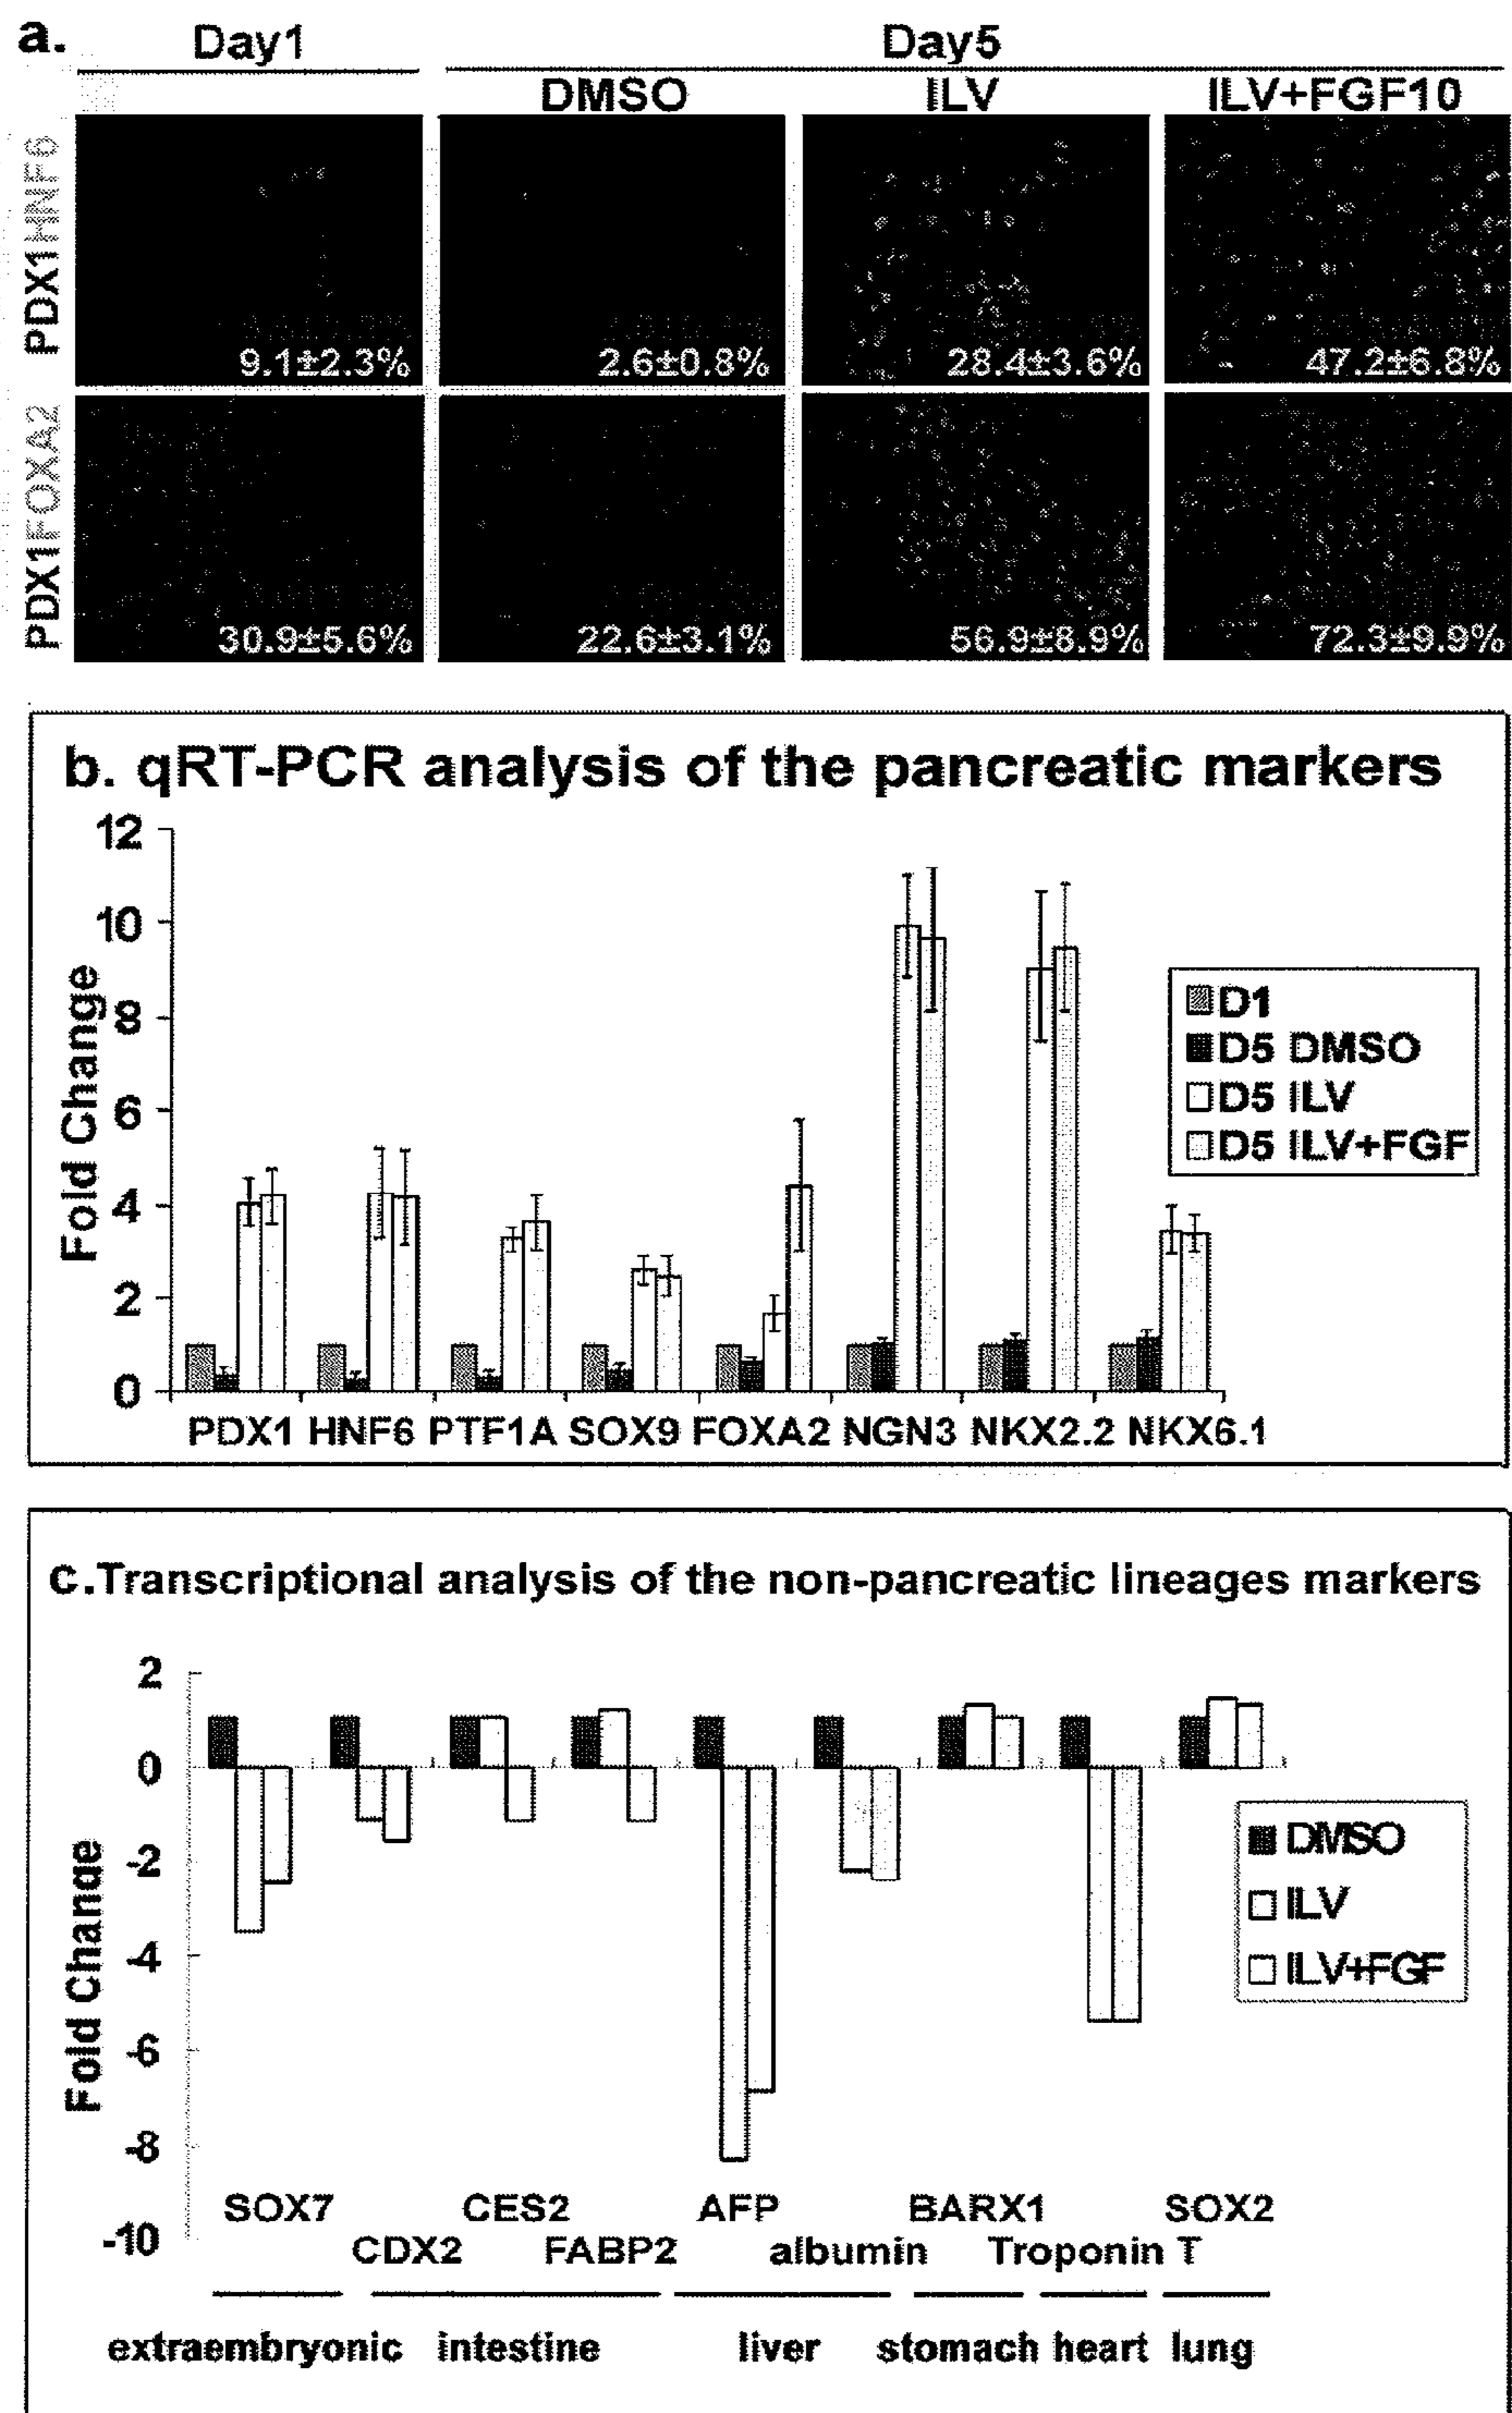 a.
Day1 Day5
DMSO ILV ILV+FGF10
PDX1HNF6
9.1±2.3% 2.6±0.8% 28.4±3.6% 47.2±6.8%
PDX1FOXA2
30.9±5.6% 22.6±3.1% 56.9±8.9% 72.3±9.9%
b. qRT-PCR analysis of the pancreatic markers
Fold Change
12
10
8
6
4
2
0
PDX1 HNF6 PTF1A SOX9 FOXA2 NGN3 NKX2.2 NKX6.1
D1
D5 DMSO
D5 ILV
D5 ILV+FGF
c.Transcriptional analysis of the non-pancreatic lineages markers
Fold Change
2
0
-2
-4
-6
-8
-10
DMSO
ILV
ILV+FGF
SOX7 CES2 AFP BARX1 SOX2
CDX2 FABP2 albumin Troponin T
extraembryonic intestine liver stomach heart lung